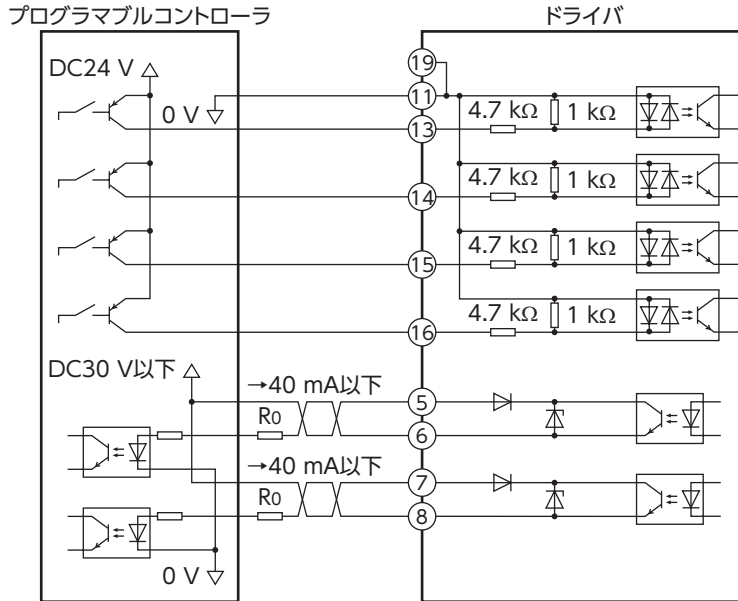 プログラマブルコントローラ
ドライバ
DC24 V
0 V
19
11
13
4.7 kΩ
1 kΩ
14
4.7 kΩ
1 kΩ
15
4.7 kΩ
1 kΩ
16
4.7 kΩ
1 kΩ
DC30 V以下
→40 mA以下
R0
5
6
→40 mA以下
R0
7
8
0 V